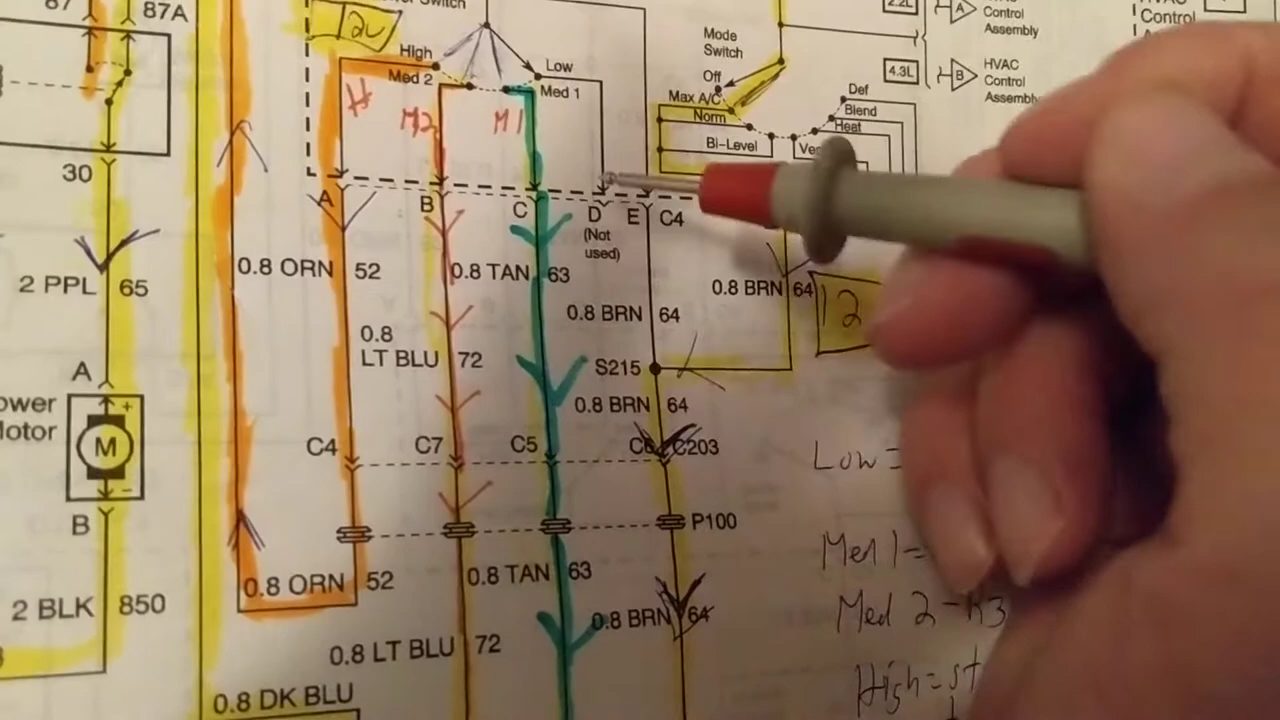 87
87A
Switch
2.2L
A
Control
Assembly
Control
12V
High
Med 2
Low
Med 1
H
M2
M1
Mode
Switch
Off
Max A/C
Norm
Bi-Level
Def
Blend
Heat
4.3L
B
HVAC
Control
Assembly
30
A
B
C
D
(Not
used)
E
C4
2 PPL
65
0.8 ORN
52
0.8
LT BLU
72
0.8 TAN
63
0.8 BRN
64
0.8 BRN
64
12
S215
0.8 BRN
64
A
ower
Motor
+
M
-
B
C4
C7
C5
C203
P100
Low =
Med 1 =
Med 2 -
High = st
0.8 ORN
52
0.8 TAN
63
0.8 BRN
64
2 BLK
850
0.8 LT BLU
72
0.8 DK BLU